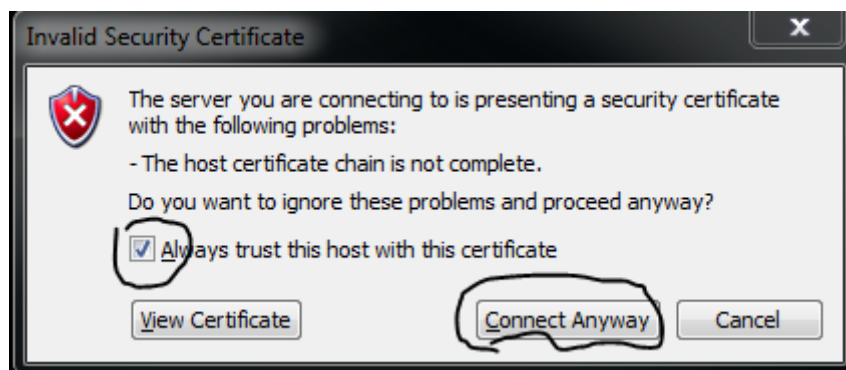 Invalid Security Certificate
The server you are connecting to is presenting a security certificate
with the following problems:
- The host certificate chain is not complete.
Do you want to ignore these problems and proceed anyway?
Always trust this host with this certificate
View Certificate
Connect Anyway
Cancel